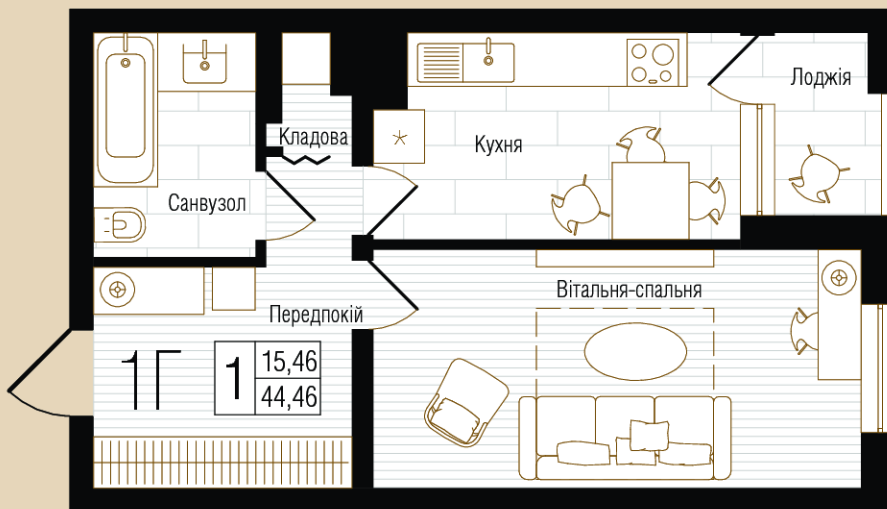 Лоджія
Кладова
Кухня
Санвузол
Вітальня-спальня
Передпокій
1Г
1
15,46
44,46